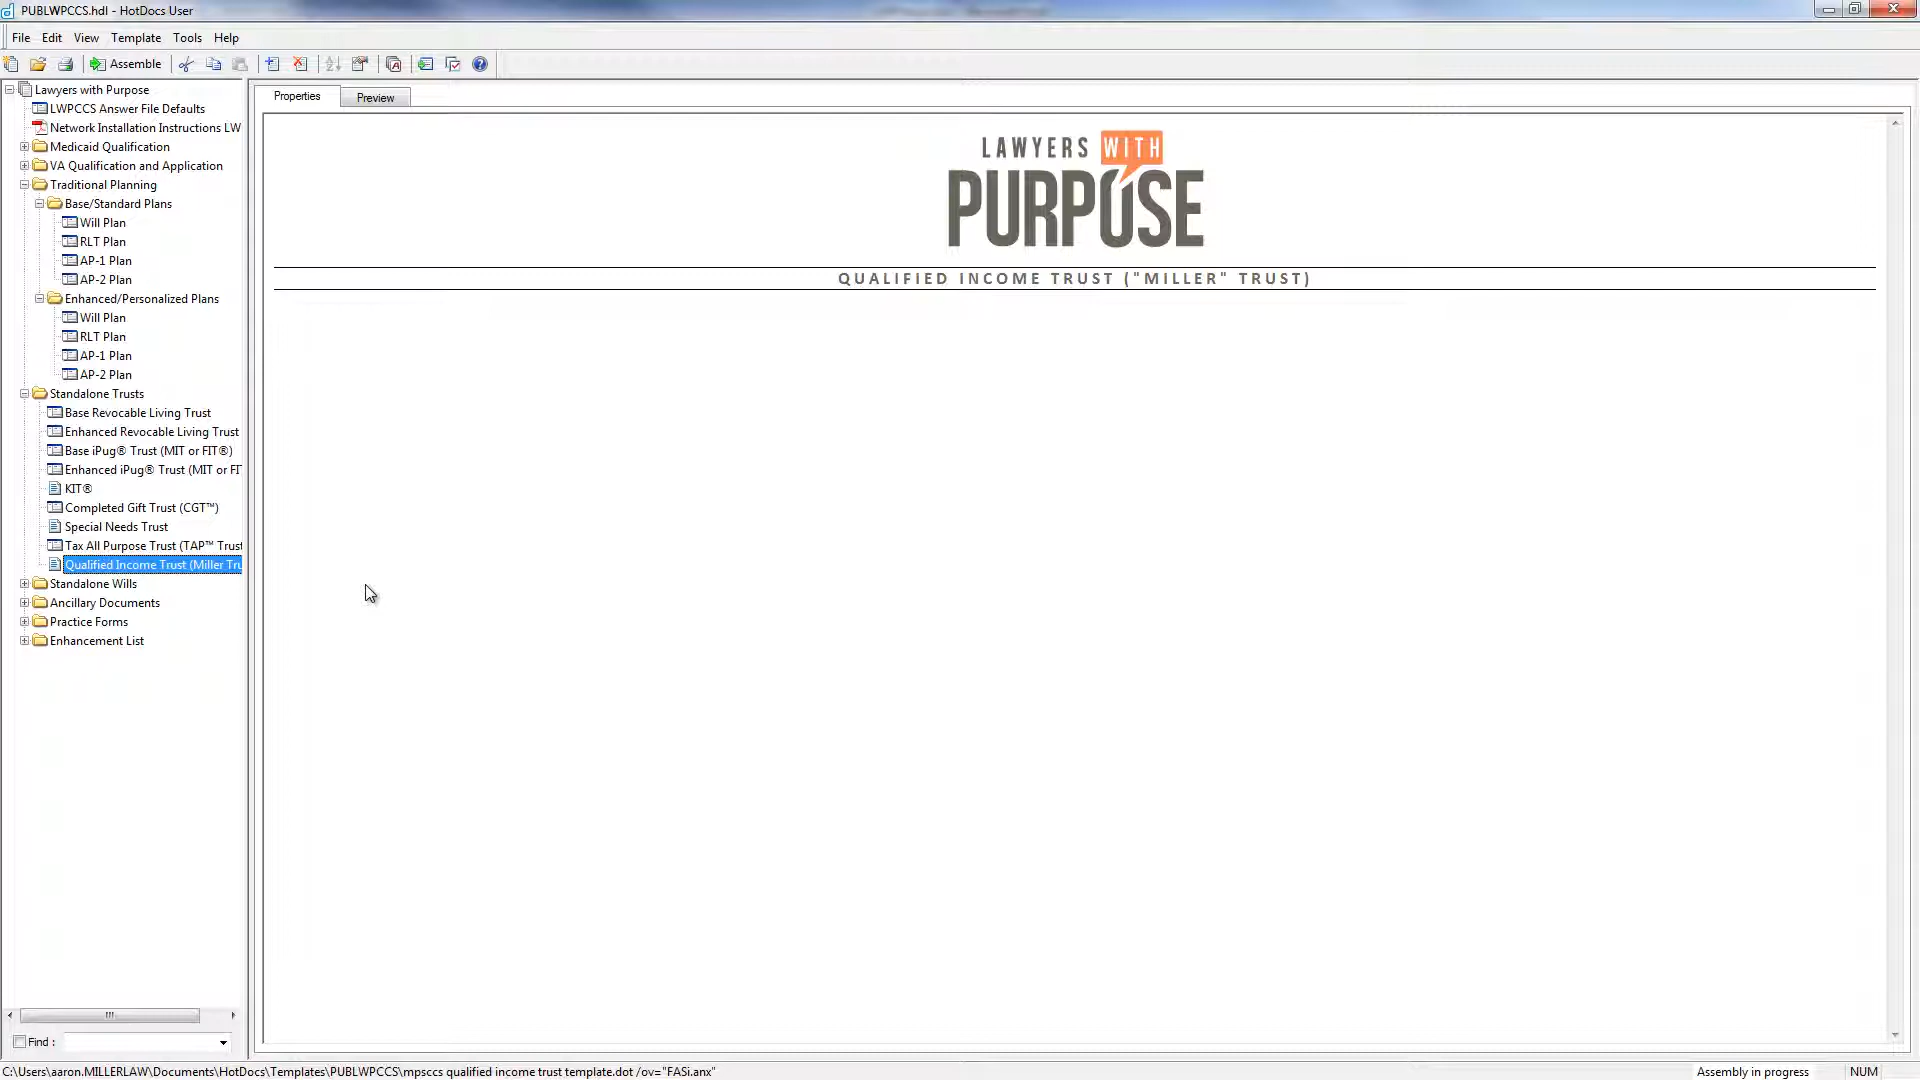 PUBLWPCCS.hdl - HotDocs User
File Edit View Template Tools Help
Assemble
Lawyers with Purpose
LWPCCS Answer File Defaults
Network Installation Instructions LW
Medicaid Qualification
VA Qualification and Application
Traditional Planning
Base/Standard Plans
Will Plan
RLT Plan
AP-1 Plan
AP-2 Plan
Enhanced/Personalized Plans
Will Plan
RLT Plan
AP-1 Plan
AP-2 Plan
Standalone Trusts
Base Revocable Living Trust
Enhanced Revocable Living Trust
Base iPug® Trust (MIT or FIT®)
Enhanced iPug® Trust (MIT or FIT
KIT®
Completed Gift Trust (CGT™)
Special Needs Trust
Tax All Purpose Trust (TAP™ Trust
Qualified Income Trust (Miller Tru
Standalone Wills
Ancillary Documents
Practice Forms
Enhancement List
Find :
Properties Preview
LAWYERS WITH
PURPOSE
QUALIFIED INCOME TRUST ("MILLER" TRUST)
C:\Users\aaron.MILLERLAW\Documents\HotDocs\Templates\PUBLWPCCS\mpsccs qualified income trust template.dot /ov="FASi.anx"
Assembly in progress NUM